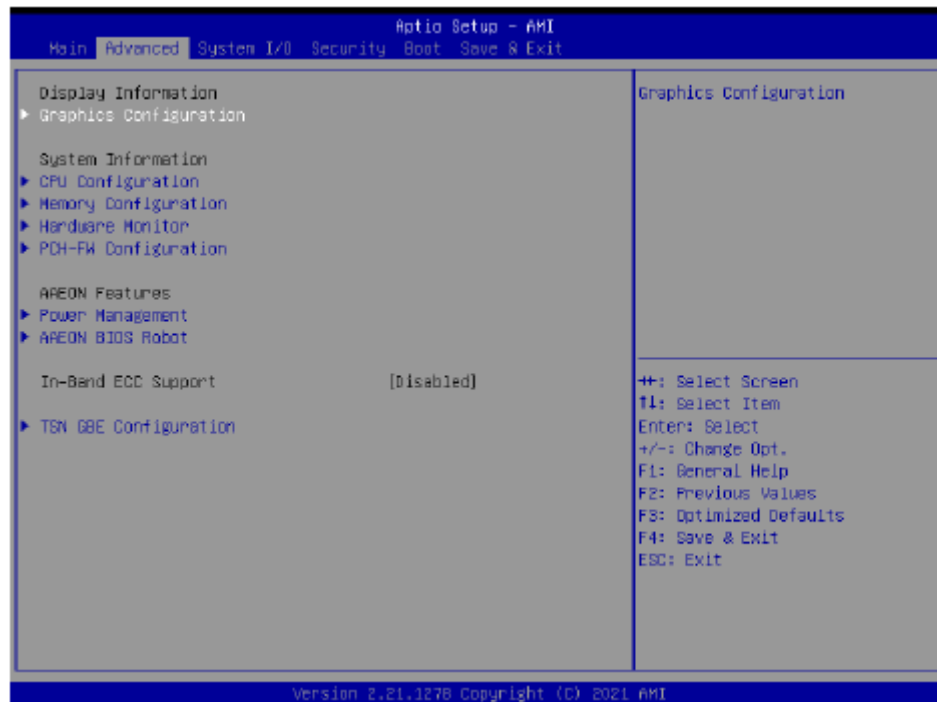 Aptio Setup - AMI
Main Advanced System I/O Security Boot Save & Exit
Display Information
Graphics Configuration
System Information
CPU Configuration
Memory Configuration
Hardware Monitor
PCH-FW Configuration
AAEON Features
Power Management
AAEON BIOS Robot
In-Band ECC Support [Disabled]
TSN GBE Configuration
Graphics Configuration
→←: Select Screen
↑↓: Select Item
Enter: Select
+/-: Change Opt.
F1: General Help
F2: Previous Values
F3: Optimized Defaults
F4: Save & Exit
ESC: Exit
Version 2.21.1278 Copyright (C) 2021 AMI